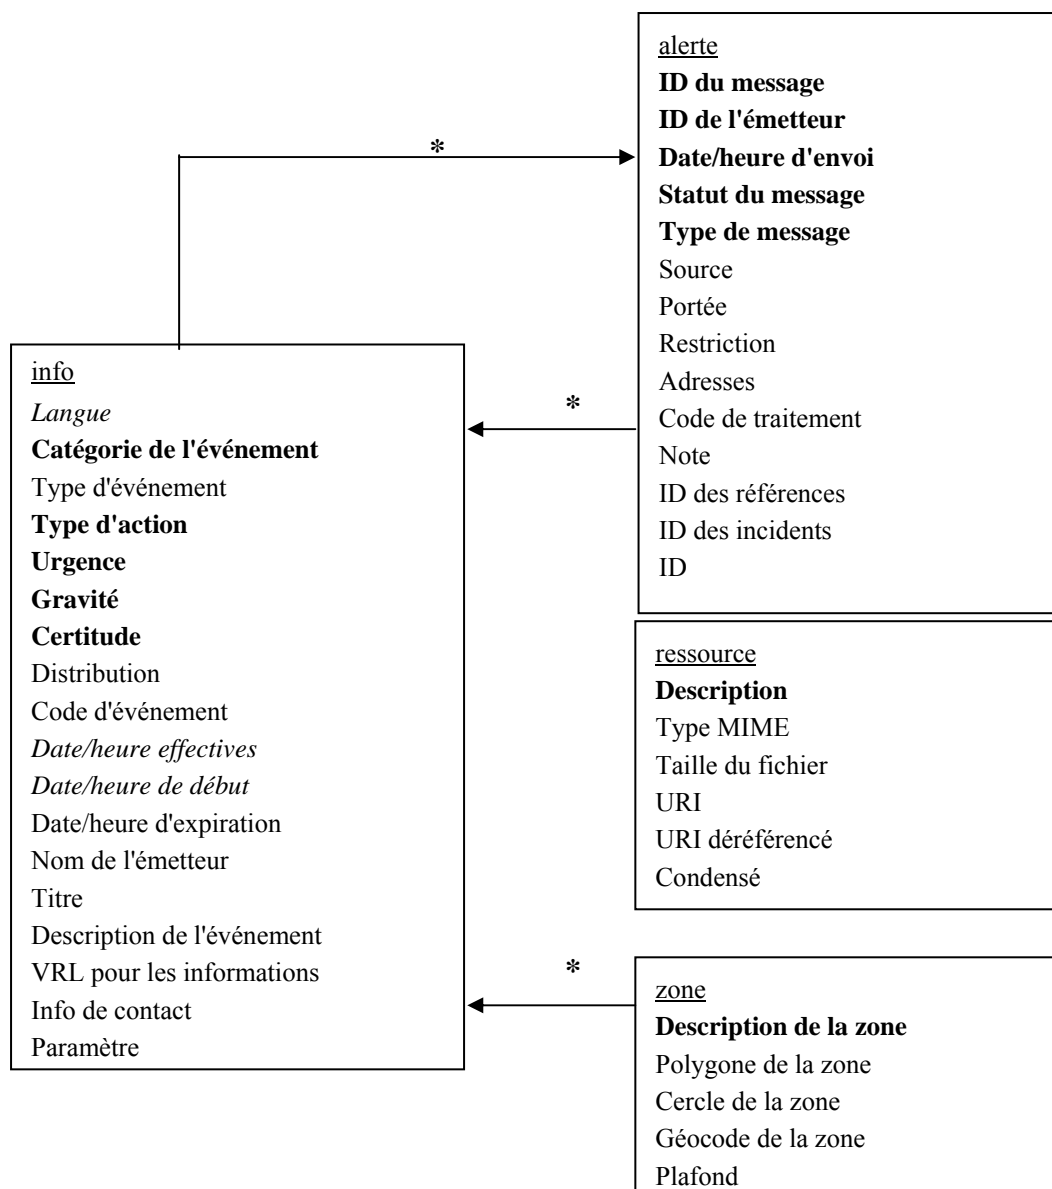 alerte
ID du message
ID de l'émetteur
Date/heure d'envoi
Statut du message
Type de message
Source
Portée
Restriction
Adresses
Code de traitement
Note
ID des références
ID des incidents
ID
*
info
Langue
Catégorie de l'événement
Type d'événement
Type d'action
Urgence
Gravité
Certitude
Distribution
Code d'événement
Date/heure effectives
Date/heure de début
Date/heure d'expiration
Nom de l'émetteur
Titre
Description de l'événement
VRL pour les informations
Info de contact
Paramètre
*
ressource
Description
Type MIME
Taille du fichier
URI
URI déréférencé
Condensé
*
zone
Description de la zone
Polygone de la zone
Cercle de la zone
Géocode de la zone
Plafond